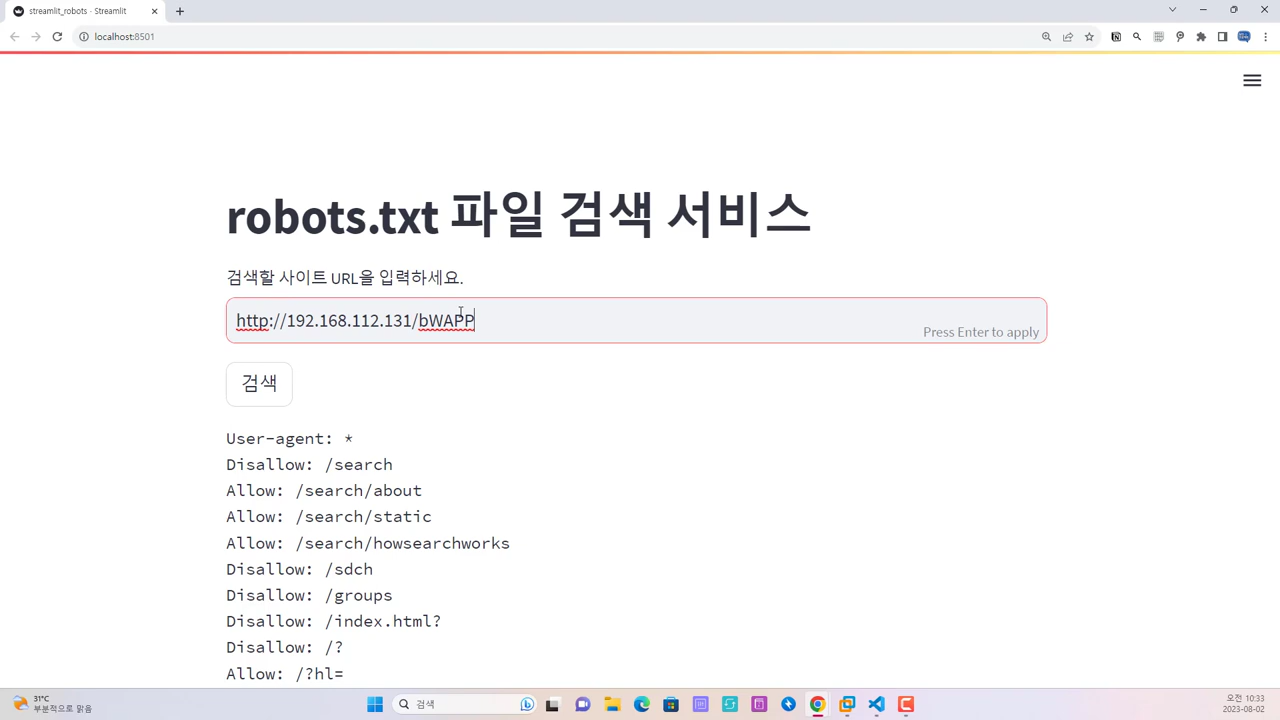 streamlit_robots · Streamlit
localhost:8501
robots.txt 파일 검색 서비스
검색할 사이트 URL을 입력하세요.
http://192.168.112.131/bWAPP
Press Enter to apply
검색
User-agent: *
Disallow: /search
Allow: /search/about
Allow: /search/static
Allow: /search/howsearchworks
Disallow: /sdch
Disallow: /groups
Disallow: /index.html?
Disallow: /?
Allow: /?hl=
31°C
부분적으로 맑음
검색
오전 10:33
2023-08-02